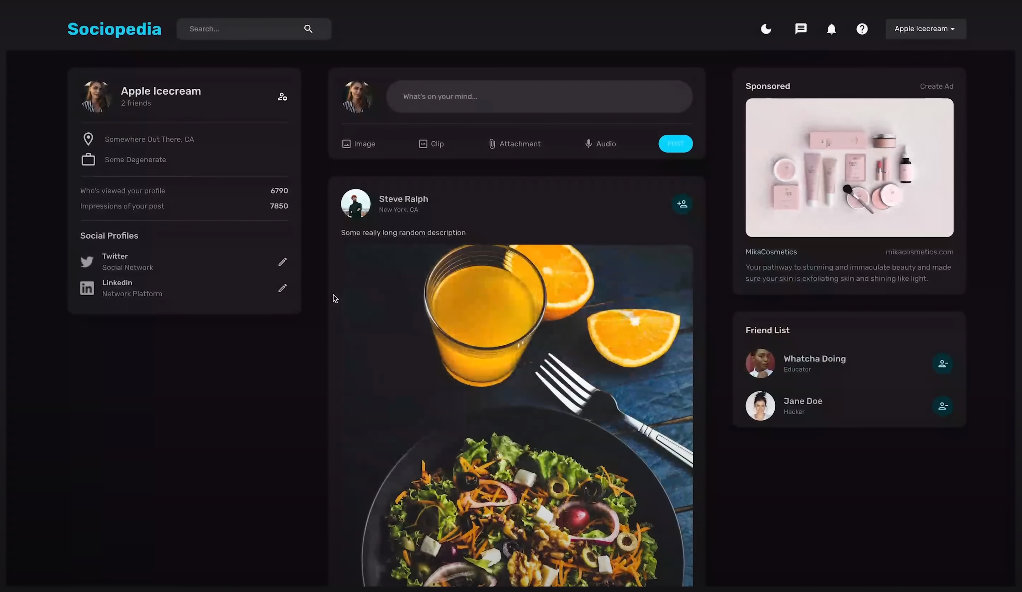 Sociopedia
Search...
Apple Icecream
Apple Icecream
2 friends
Somewhere Out There, CA
Some Degenerate
Who's viewed your profile
6790
Impressions of your post
7850
Social Profiles
Twitter
Social Network
Linkedin
Network Platform
What's on your mind...
Image
Clip
Attachment
Audio
POST
Steve Ralph
New York, CA
Some really long random description
Sponsored
Create Ad
MikaCosmetics
mikacosmetics.com
Your pathway to stunning and immaculate beauty and made
sure your skin is exfoliating skin and shining like light.
Friend List
Whatcha Doing
Educator
Jane Doe
Hacker